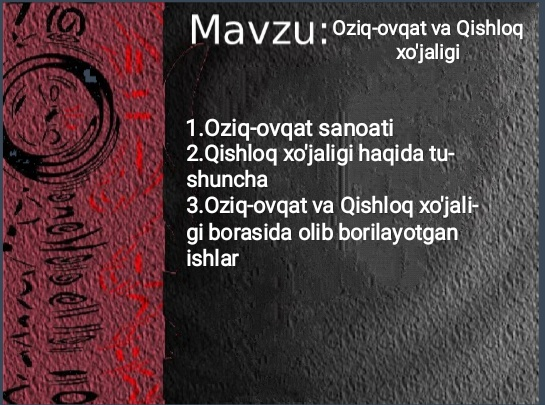 Mavzu: Oziq-ovqat va Qishloq
xo'jaligi
1.Oziq-ovqat sanoati
2.Qishloq xo'jaligi haqida tu-
shuncha
3.Oziq-ovqat va Qishloq xo'jali-
gi borasida olib borilayotgan
ishlar